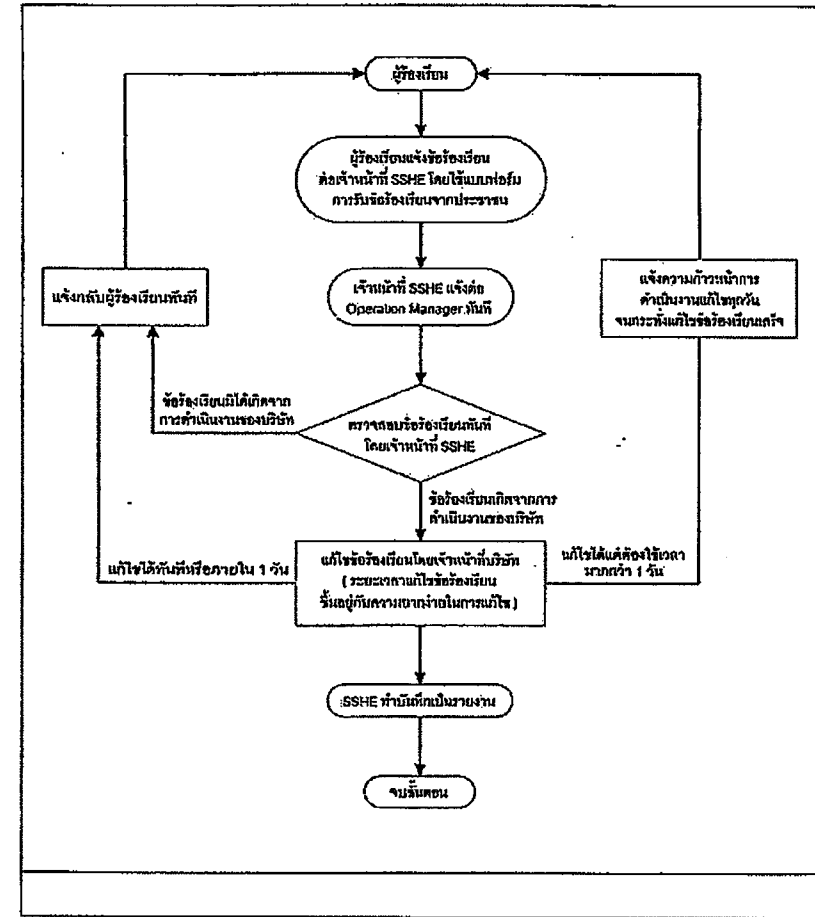 ผู้ร้องเรียน
ผู้ร้องเรียนแจ้งข้อร้องเรียน
ต่อเจ้าหน้าที่ SSHE โดยใช้แบบฟอร์ม
การรับข้อร้องเรียนจากประชาชน
แจ้งกลับผู้ร้องเรียนทันที
เจ้าหน้าที่ SSHE แจ้งต่อ
Operation Manager ทันที
แจ้งความก้าวหน้าการ
ดำเนินงานแก้ไขทุกวัน
จนกระทั่งแก้ไขข้อร้องเรียนเสร็จ
ข้อร้องเรียนมิได้เกิดจาก
การดำเนินงานของบริษัท
ตรวจสอบข้อร้องเรียนทันที
โดยเจ้าหน้าที่ SSHE
ข้อร้องเรียนเกิดจากการ
ดำเนินงานของบริษัท
แก้ไขได้ทันทีหรือภายใน 1 วัน
แก้ไขข้อร้องเรียนโดยเจ้าหน้าที่บริษัท
( ระยะเวลาแก้ไขข้อร้องเรียน
ขึ้นอยู่กับความยากง่ายในการแก้ไข )
แก้ไขได้แต่ต้องใช้เวลา
มากกว่า 1 วัน
SSHE ทำบันทึกเป็นรายงาน
จบขั้นตอน